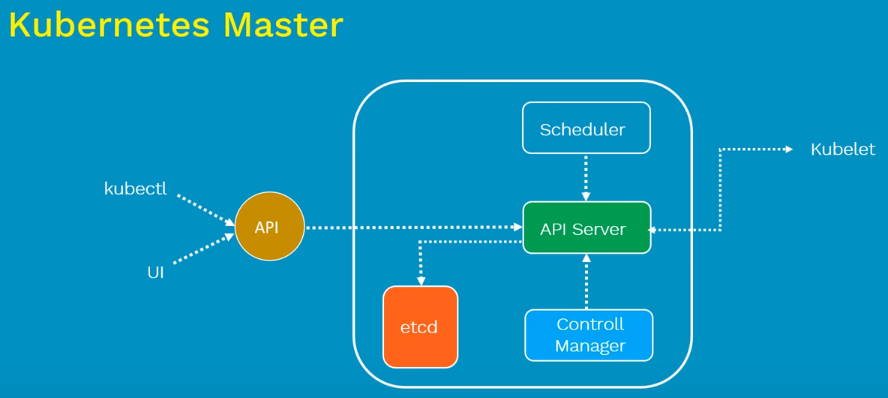 Kubernetes Master
Scheduler
Kubelet
kubectl
API
API Server
UI
etcd
Controll
Manager